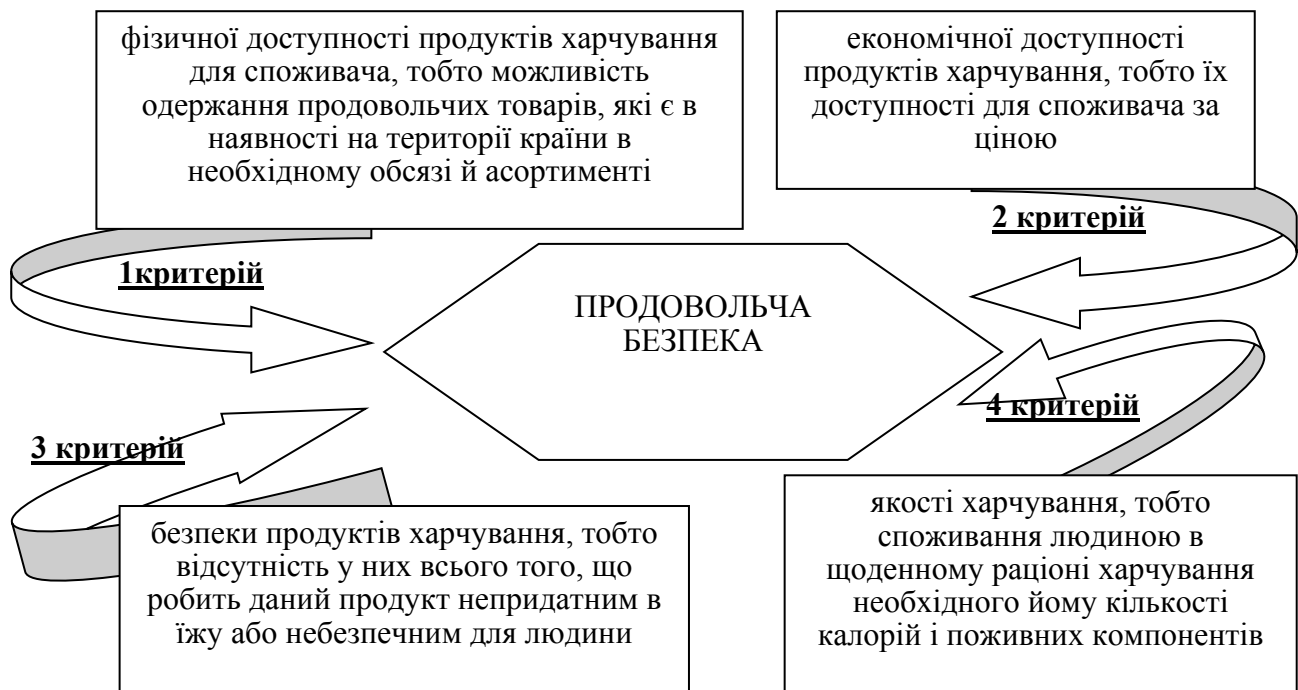 фізичної доступності продуктів харчування
для споживача, тобто можливість
одержання продовольчих товарів, які є в
наявності на території країни в
необхідному обсязі й асортименті
економічної доступності
продуктів харчування, тобто їх
доступності для споживача за
ціною
1критерій
2 критерій
ПРОДОВОЛЬЧА
БЕЗПЕКА
3 критерій
4 критерій
безпеки продуктів харчування, тобто
відсутність у них всього того, що
робить даний продукт непридатним в
їжу або небезпечним для людини
якості харчування, тобто
споживання людиною в
щоденному раціоні харчування
необхідного йому кількості
калорій і поживних компонентів